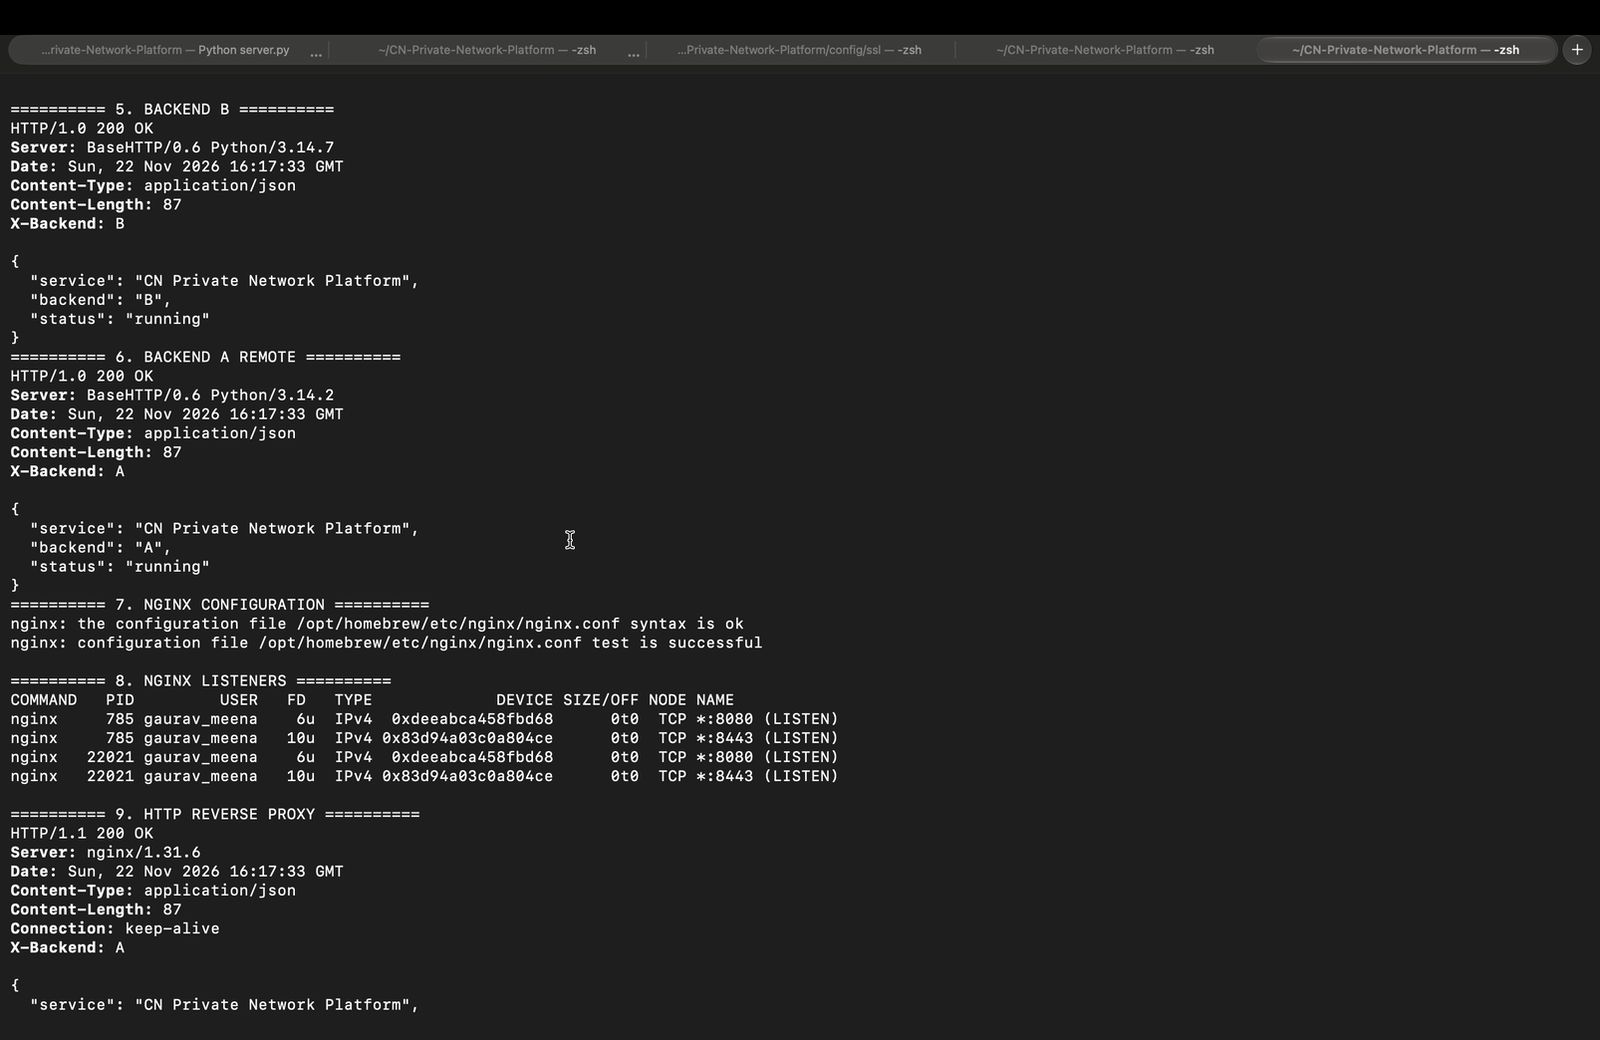 ...rivate-Network-Platform — Python server.py ... ~/CN-Private-Network-Platform — -zsh ... ...Private-Network-Platform/config/ssl — -zsh ~/CN-Private-Network-Platform — -zsh ~/CN-Private-Network-Platform — -zsh +
========== 5. BACKEND B ==========
HTTP/1.0 200 OK
Server: BaseHTTP/0.6 Python/3.14.7
Date: Sun, 22 Nov 2026 16:17:33 GMT
Content-Type: application/json
Content-Length: 87
X-Backend: B
{
  "service": "CN Private Network Platform",
  "backend": "B",
  "status": "running"
}
========== 6. BACKEND A REMOTE ==========
HTTP/1.0 200 OK
Server: BaseHTTP/0.6 Python/3.14.2
Date: Sun, 22 Nov 2026 16:17:33 GMT
Content-Type: application/json
Content-Length: 87
X-Backend: A
{
  "service": "CN Private Network Platform",
  "backend": "A",
  "status": "running"
}
========== 7. NGINX CONFIGURATION ==========
nginx: the configuration file /opt/homebrew/etc/nginx/nginx.conf syntax is ok
nginx: configuration file /opt/homebrew/etc/nginx/nginx.conf test is successful
========== 8. NGINX LISTENERS ==========
COMMAND   PID         USER   FD   TYPE             DEVICE SIZE/OFF NODE NAME
nginx     785 gaurav_meena    6u  IPv4  0xdeeabca458fbd68      0t0  TCP *:8080 (LISTEN)
nginx     785 gaurav_meena   10u  IPv4 0x83d94a03c0a804ce      0t0  TCP *:8443 (LISTEN)
nginx   22021 gaurav_meena    6u  IPv4  0xdeeabca458fbd68      0t0  TCP *:8080 (LISTEN)
nginx   22021 gaurav_meena   10u  IPv4 0x83d94a03c0a804ce      0t0  TCP *:8443 (LISTEN)
========== 9. HTTP REVERSE PROXY ==========
HTTP/1.1 200 OK
Server: nginx/1.31.6
Date: Sun, 22 Nov 2026 16:17:33 GMT
Content-Type: application/json
Content-Length: 87
Connection: keep-alive
X-Backend: A
{
  "service": "CN Private Network Platform",